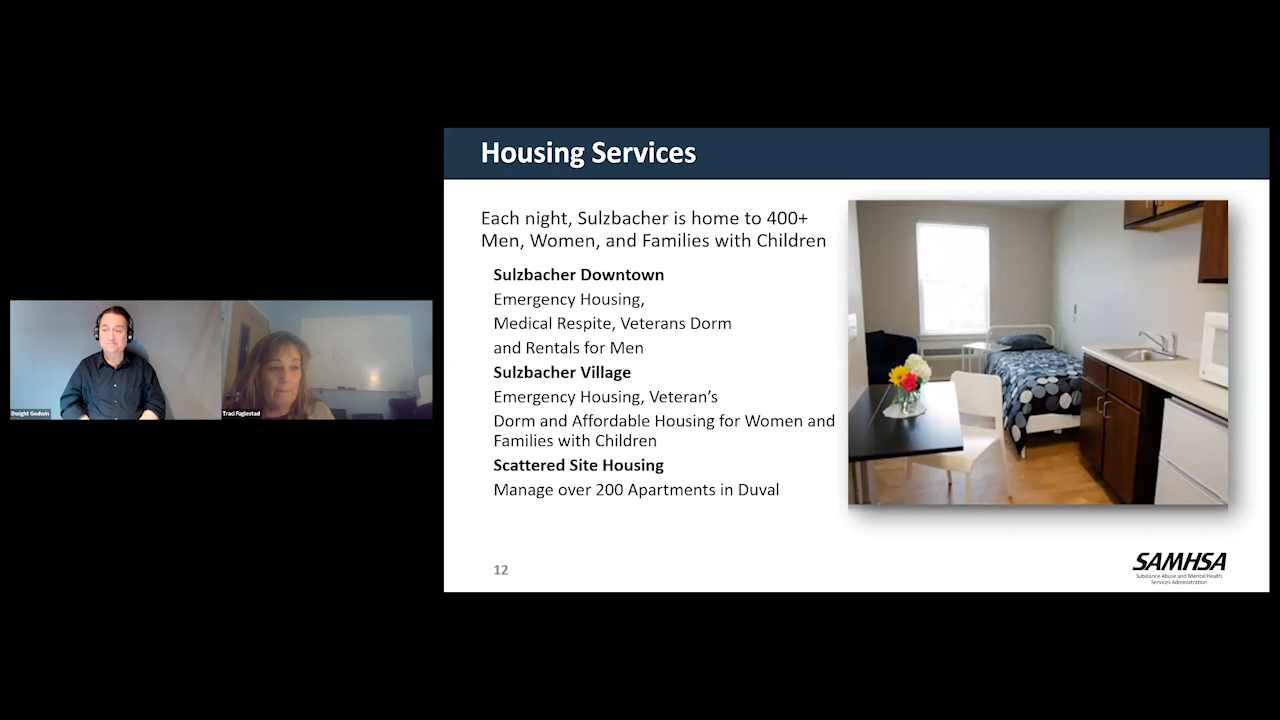 Housing Services
Each night, Sulzbacher is home to 400+
Men, Women, and Families with Children
Sulzbacher Downtown
Emergency Housing,
Medical Respite, Veterans Dorm
and Rentals for Men
Sulzbacher Village
Emergency Housing, Veteran's
Dorm and Affordable Housing for Women and
Families with Children
Scattered Site Housing
Manage over 200 Apartments in Duval
12
SAMHSA
Substance Abuse and Mental Health
Services Administration
Dwight Godwin
Traci Fuglestad